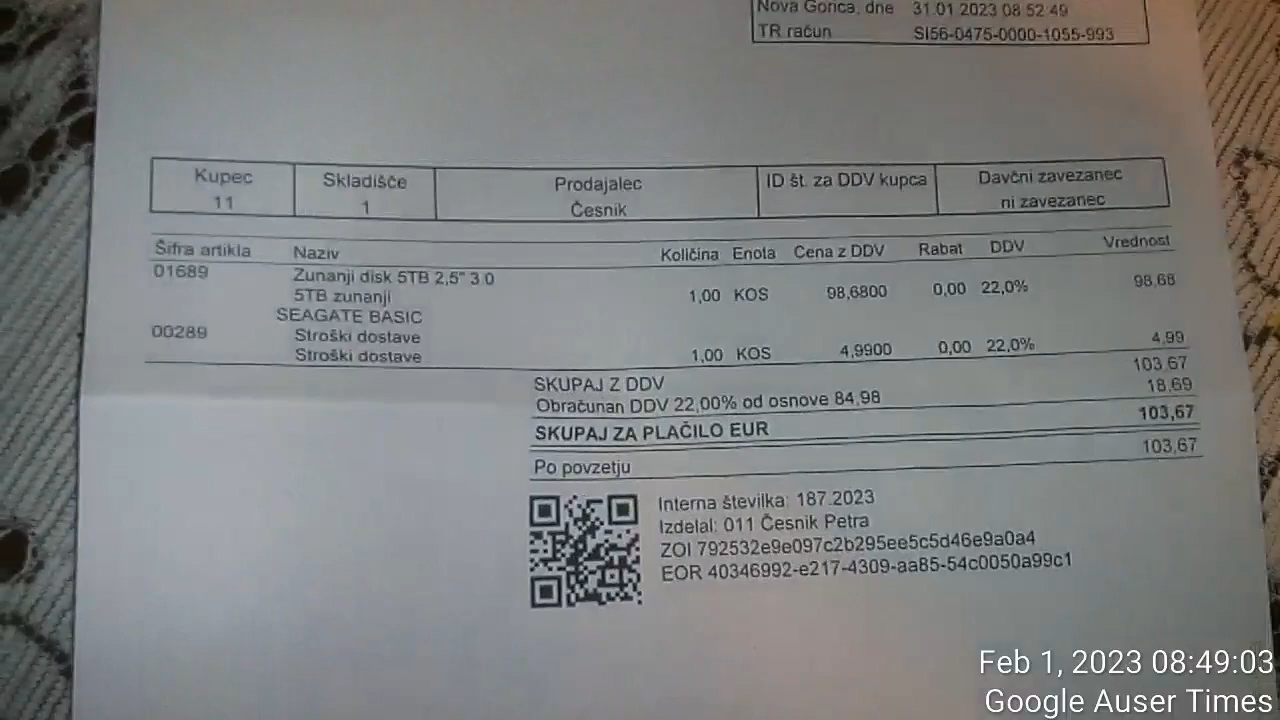 Nova Gorica, dne 31.01 2023 08:52:49
TR račun SI56-0475-0000-1055-993
Kupec Skladišče Prodajalec ID št. za DDV kupca Davčni zavezanec
11 1 Česnik ni zavezanec
Šifra artikla Naziv Količina Enota Cena z DDV Rabat DDV Vrednost
01689 Zunanji disk 5TB 2,5" 3.0
5TB zunanji 1,00 KOS 98,6800 0,00 22,0% 98,68
SEAGATE BASIC
00289 Stroški dostave
Stroški dostave 1,00 KOS 4,9900 0,00 22,0% 4,99
SKUPAJ Z DDV 103,67
Obračunan DDV 22,00% od osnove 84,98 18,69
SKUPAJ ZA PLAČILO EUR 103,67
Po povzetju 103,67
Interna številka: 187.2023
Izdelal: 011 Česnik Petra
ZOI 792532e9e097c2b295ee5c5d46e9a0a4
EOR 40346992-e217-4309-aa85-54c0050a99c1
Feb 1, 2023 08:49:03
Google Auser Times